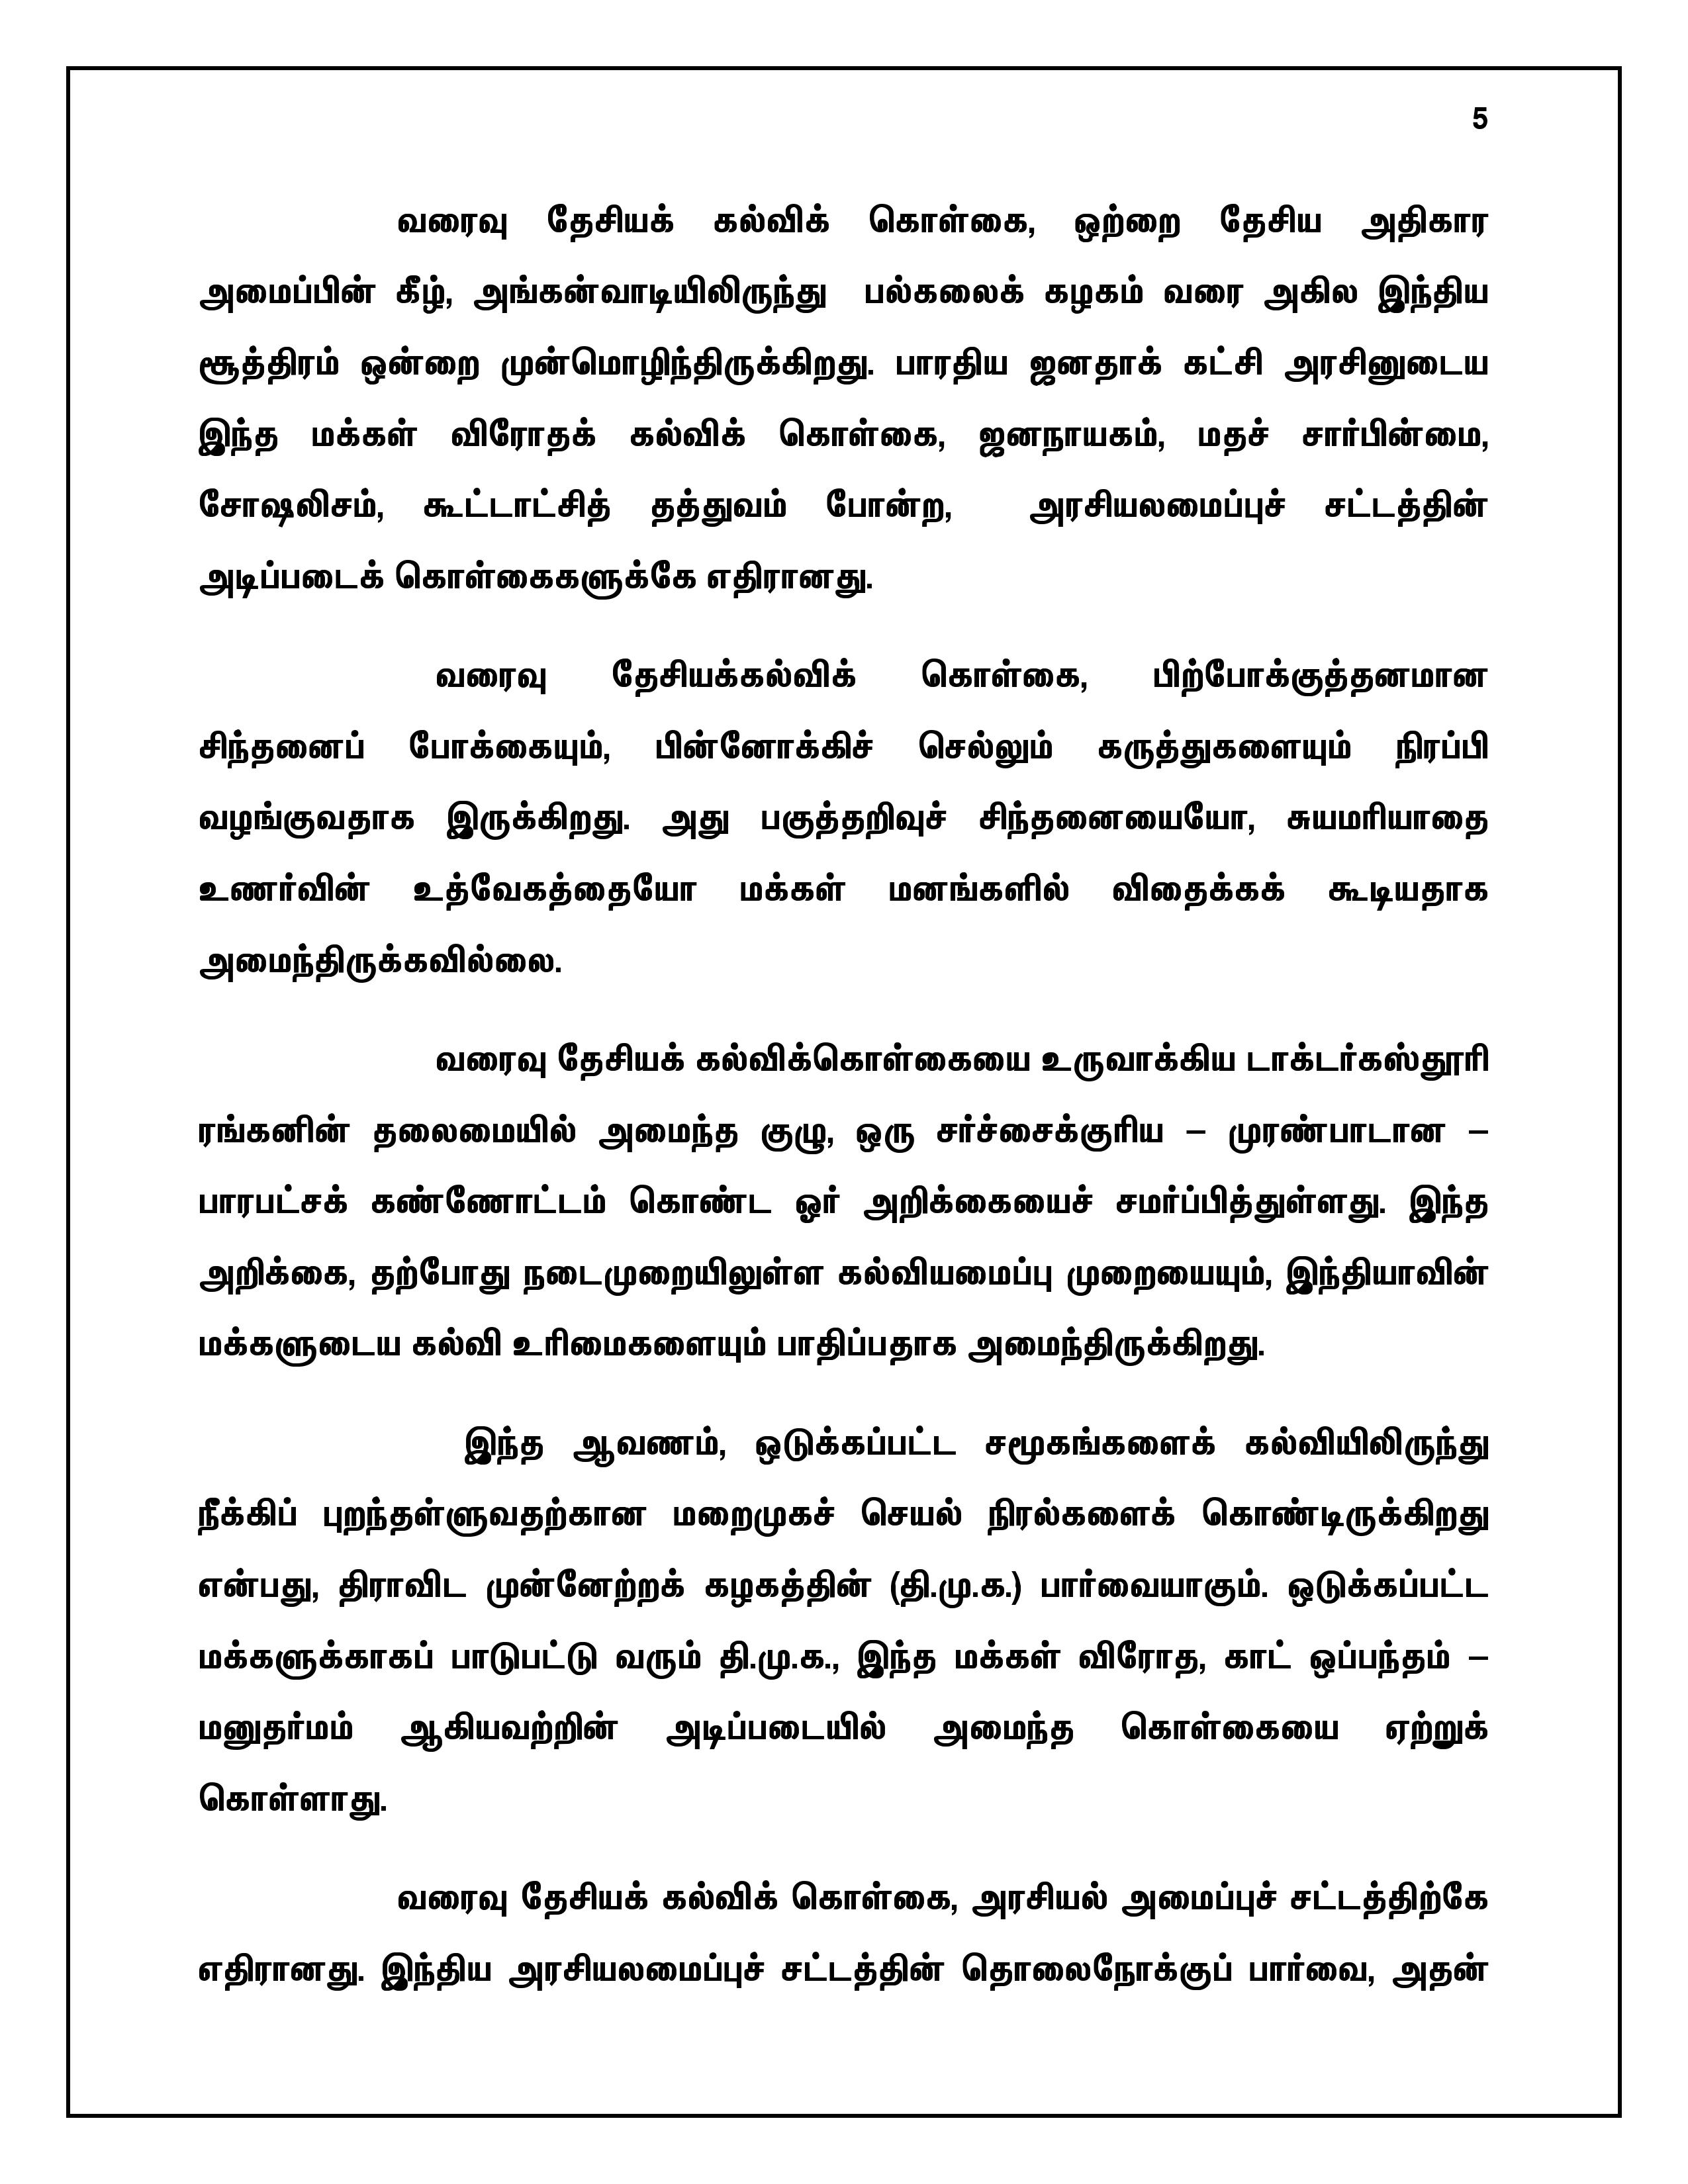 5
வரைவு தேசியக் கல்விக் கொள்கை, ஒற்றை தேசிய அதிகார
அமைப்பின் கீழ், அங்கன்வாடியிலிருந்து பல்கலைக் கழகம் வரை அகில இந்திய
சூத்திரம் ஒன்றை முன்மொழிந்திருக்கிறது. பாரதிய ஜனதாக் கட்சி அரசினுடைய
இந்த மக்கள் விரோதக் கல்விக் கொள்கை, ஜனநாயகம், மதச் சார்பின்மை,
சோஷலிசம், கூட்டாட்சித் தத்துவம் போன்ற, அரசியலமைப்புச் சட்டத்தின்
அடிப்படைக் கொள்கைகளுக்கே எதிரானது.
வரைவு தேசியக்கல்விக் கொள்கை, பிற்போக்குத்தனமான
சிந்தனைப் போக்கையும், பின்னோக்கிச் செல்லும் கருத்துகளையும் நிரப்பி
வழங்குவதாக இருக்கிறது. அது பகுத்தறிவுச் சிந்தனையையோ, சுயமரியாதை
உணர்வின் உத்வேகத்தையோ மக்கள் மனங்களில் விதைக்கக் கூடியதாக
அமைந்திருக்கவில்லை.
வரைவு தேசியக் கல்விக்கொள்கையை உருவாக்கிய டாக்டர்கஸ்தூரி
ரங்கனின் தலைமையில் அமைந்த குழு, ஒரு சர்ச்சைக்குரிய – முரண்பாடான –
பாரபட்சக் கண்ணோட்டம் கொண்ட ஓர் அறிக்கையைச் சமர்ப்பித்துள்ளது. இந்த
அறிக்கை, தற்போது நடைமுறையிலுள்ள கல்வியமைப்பு முறையையும், இந்தியாவின்
மக்களுடைய கல்வி உரிமைகளையும் பாதிப்பதாக அமைந்திருக்கிறது.
இந்த ஆவணம், ஒடுக்கப்பட்ட சமூகங்களைக் கல்வியிலிருந்து
நீக்கிப் புறந்தள்ளுவதற்கான மறைமுகச் செயல் நிரல்களைக் கொண்டிருக்கிறது
என்பது, திராவிட முன்னேற்றக் கழகத்தின் (தி.மு.க.) பார்வையாகும். ஒடுக்கப்பட்ட
மக்களுக்காகப் பாடுபட்டு வரும் தி.மு.க., இந்த மக்கள் விரோத, காட் ஒப்பந்தம் –
மனுதர்மம் ஆகியவற்றின் அடிப்படையில் அமைந்த கொள்கையை ஏற்றுக்
கொள்ளாது.
வரைவு தேசியக் கல்விக் கொள்கை, அரசியல் அமைப்புச் சட்டத்திற்கே
எதிரானது. இந்திய அரசியலமைப்புச் சட்டத்தின் தொலைநோக்குப் பார்வை, அதன்